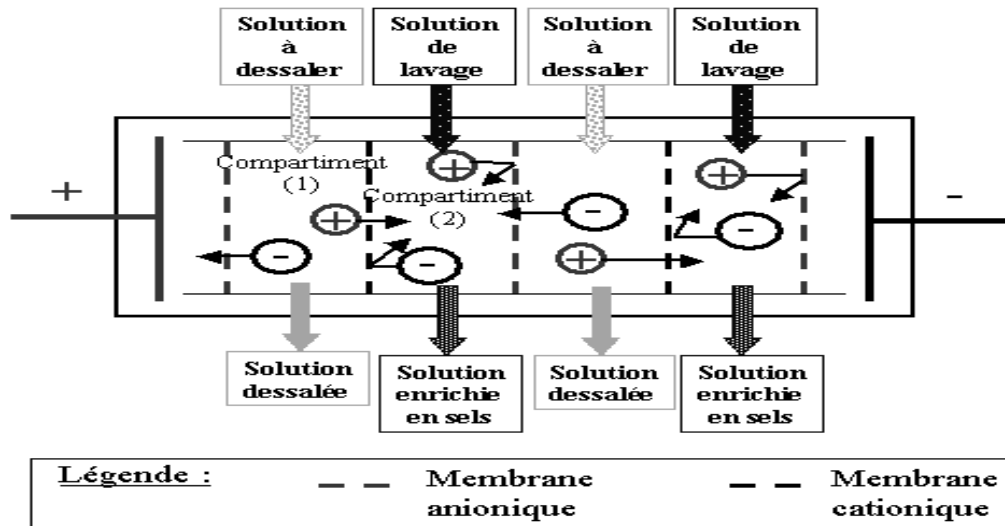 Solution
à
dessaler
Solution
de
lavage
Solution
à
dessaler
Solution
de
lavage
+
-
Compartiment
(1)
+
Compartiment
(2)
+
-
+
-
-
-
+
Solution
dessalée
Solution
enrichie
en sels
Solution
dessalée
Solution
enrichie
en sels
Légende :
Membrane
anionique
Membrane
cationique